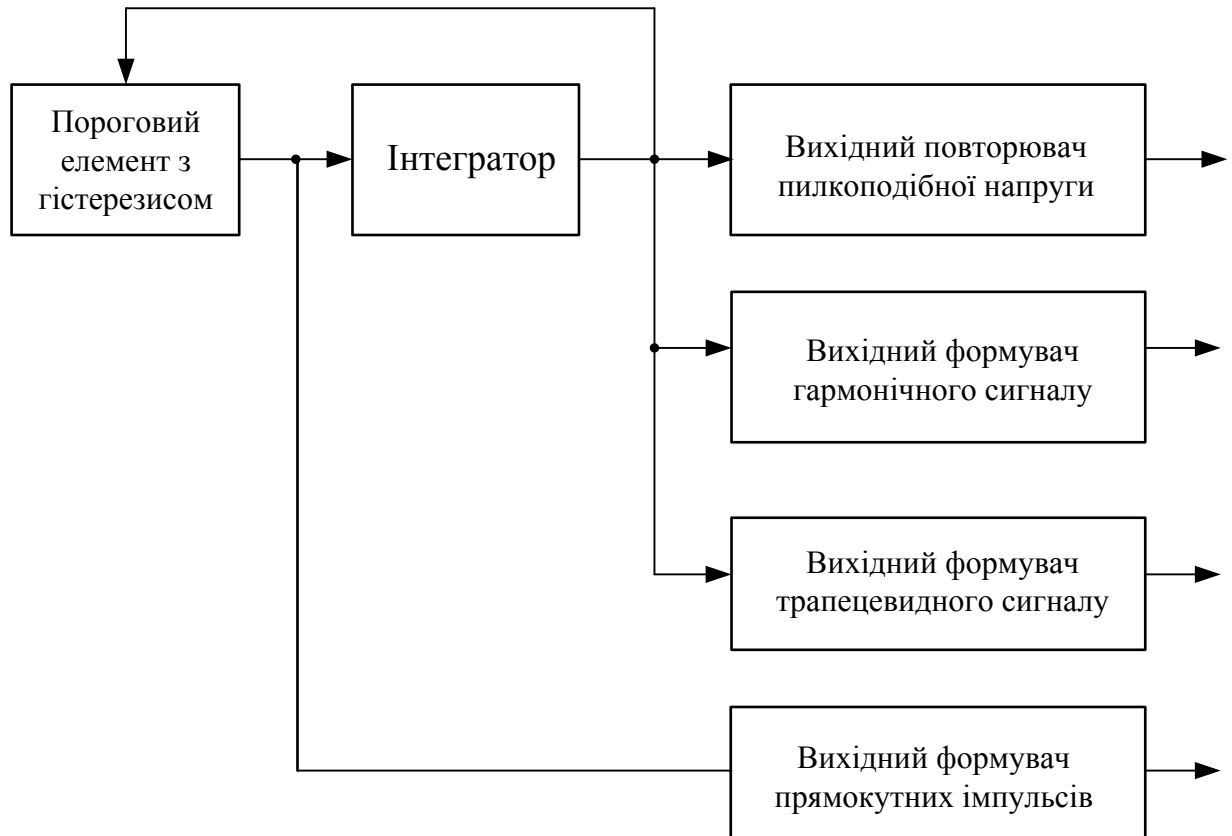 Пороговий
елемент з
гістерезисом
Інтегратор
Вихідний повторювач
пилкоподібної напруги
Вихідний формувач
гармонічного сигналу
Вихідний формувач
трапецевидного сигналу
Вихідний формувач
прямокутних імпульсів